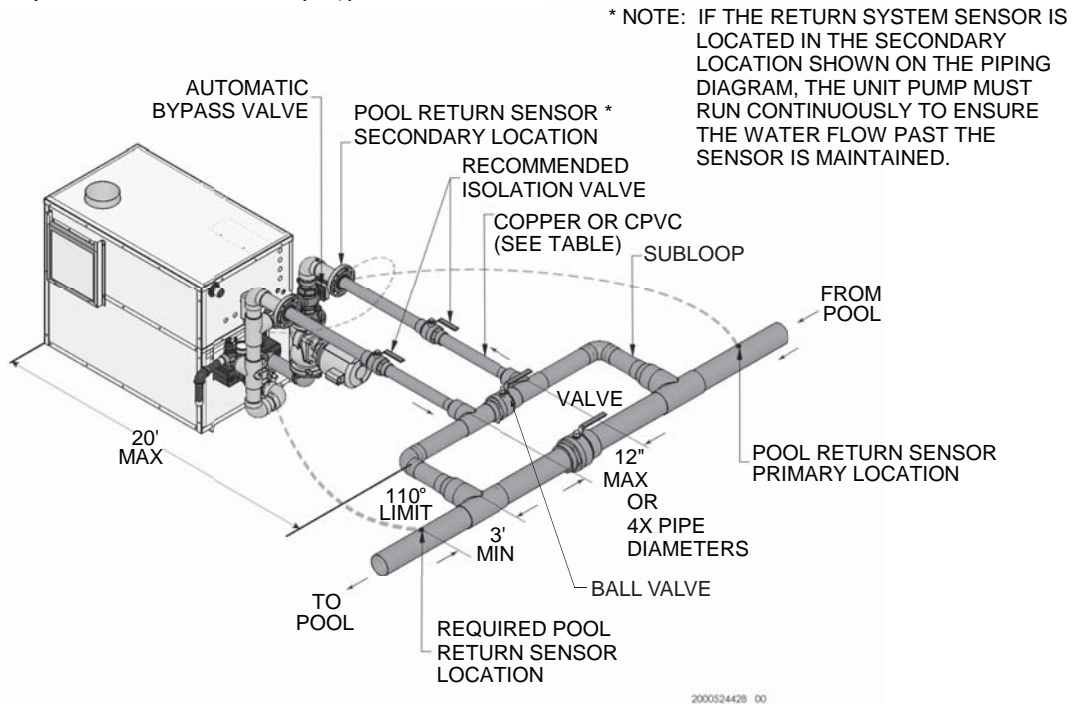 * NOTE: IF THE RETURN SYSTEM SENSOR IS
LOCATED IN THE SECONDARY
LOCATION SHOWN ON THE PIPING
DIAGRAM, THE UNIT PUMP MUST
RUN CONTINUOUSLY TO ENSURE
THE WATER FLOW PAST THE
SENSOR IS MAINTAINED.
AUTOMATIC
BYPASS VALVE
POOL RETURN SENSOR *
SECONDARY LOCATION
RECOMMENDED
ISOLATION VALVE
COPPER OR CPVC
(SEE TABLE)
SUBLOOP
FROM
POOL
VALVE
20'
MAX
12"
MAX
OR
4X PIPE
DIAMETERS
POOL RETURN SENSOR
PRIMARY LOCATION
110°
LIMIT
3'
MIN
BALL VALVE
TO
POOL
REQUIRED POOL
RETURN SENSOR
LOCATION
2000524428 00